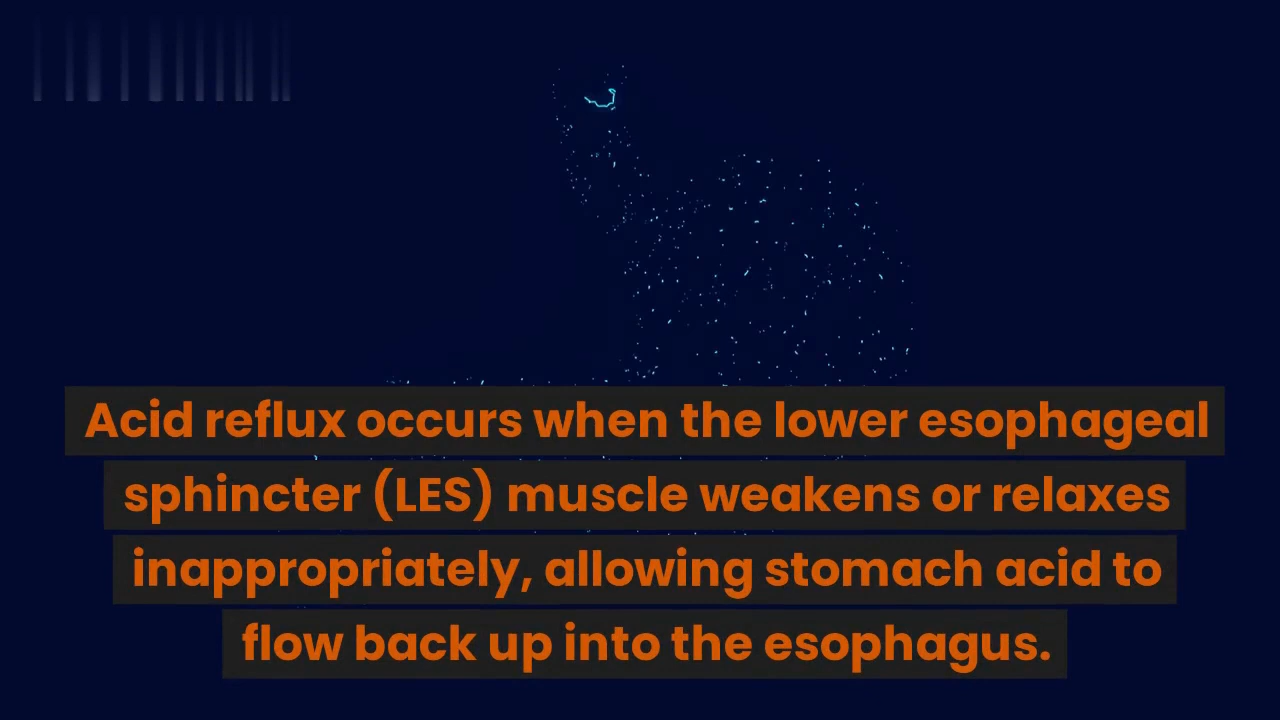 Acid reflux occurs when the lower esophageal
sphincter (LES) muscle weakens or relaxes
inappropriately, allowing stomach acid to
flow back up into the esophagus.